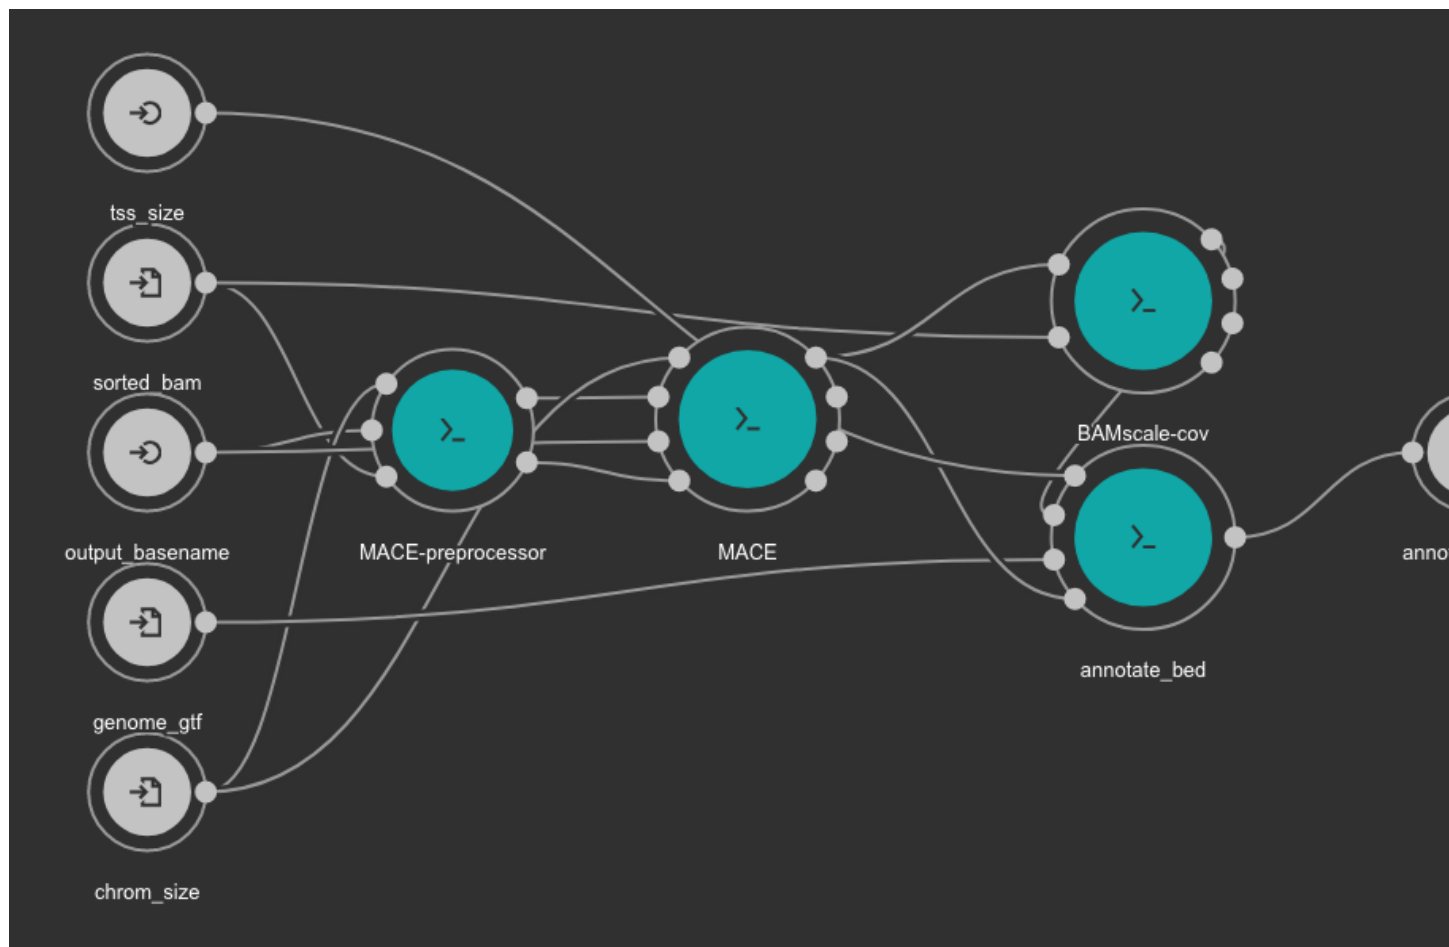 tss_size
sorted_bam
output_basename
genome_gtf
chrom_size
MACE-preprocessor
MACE
BAMscale-cov
annotate_bed